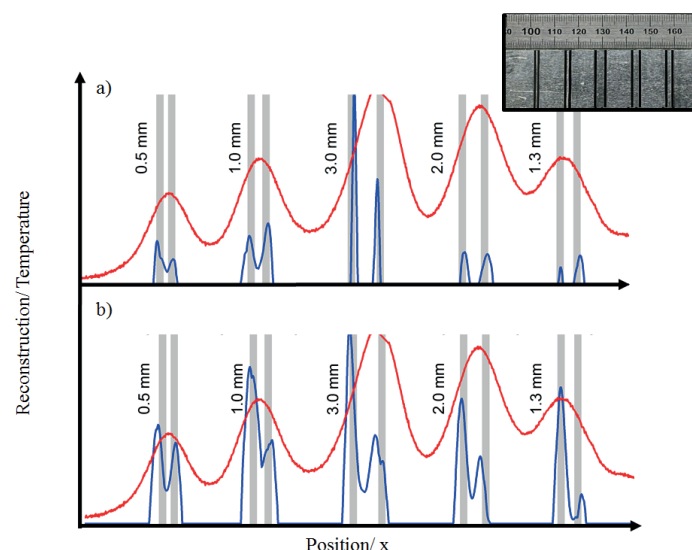 100 110 120 130 140 150 160
a)
0.5 mm
1.0 mm
3.0 mm
2.0 mm
1.3 mm
Reconstruction/ Temperature
b)
0.5 mm
1.0 mm
3.0 mm
2.0 mm
1.3 mm
Position/ x